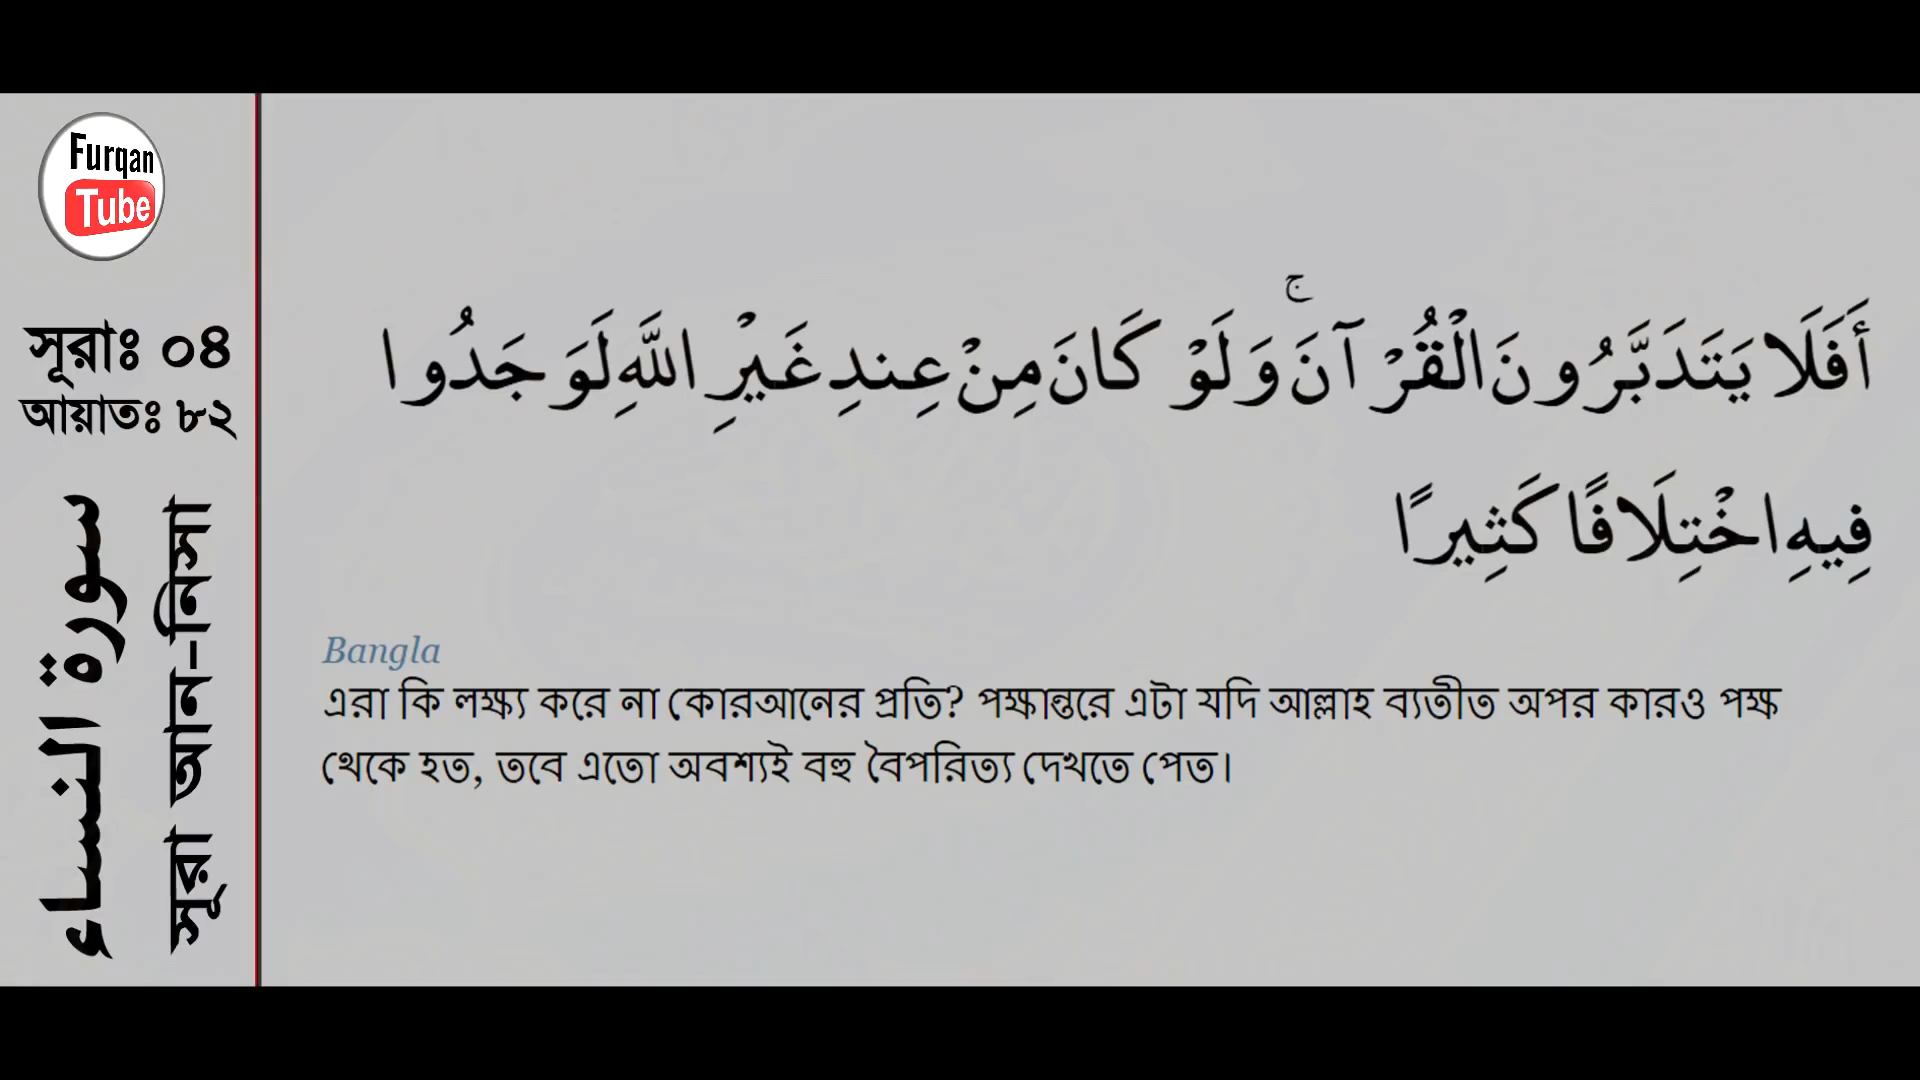 Furqan
Tube
সূরাঃ ০৪
আয়াতঃ ৮২
سورة النساء
সূরা আন-নিসা
أَفَلَا يَتَدَبَّرُونَ الْقُرْآنَ ۚ وَلَوْ كَانَ مِنْ عِندِ غَيْرِ اللَّهِ لَوَجَدُوا
فِيهِ اخْتِلَافًا كَثِيرًا
Bangla
এরা কি লক্ষ্য করে না কোরআনের প্রতি? পক্ষান্তরে এটা যদি আল্লাহ ব্যতীত অপর কারও পক্ষ
থেকে হত, তবে এতো অবশ্যই বহু বৈপরিত্য দেখতে পেত।